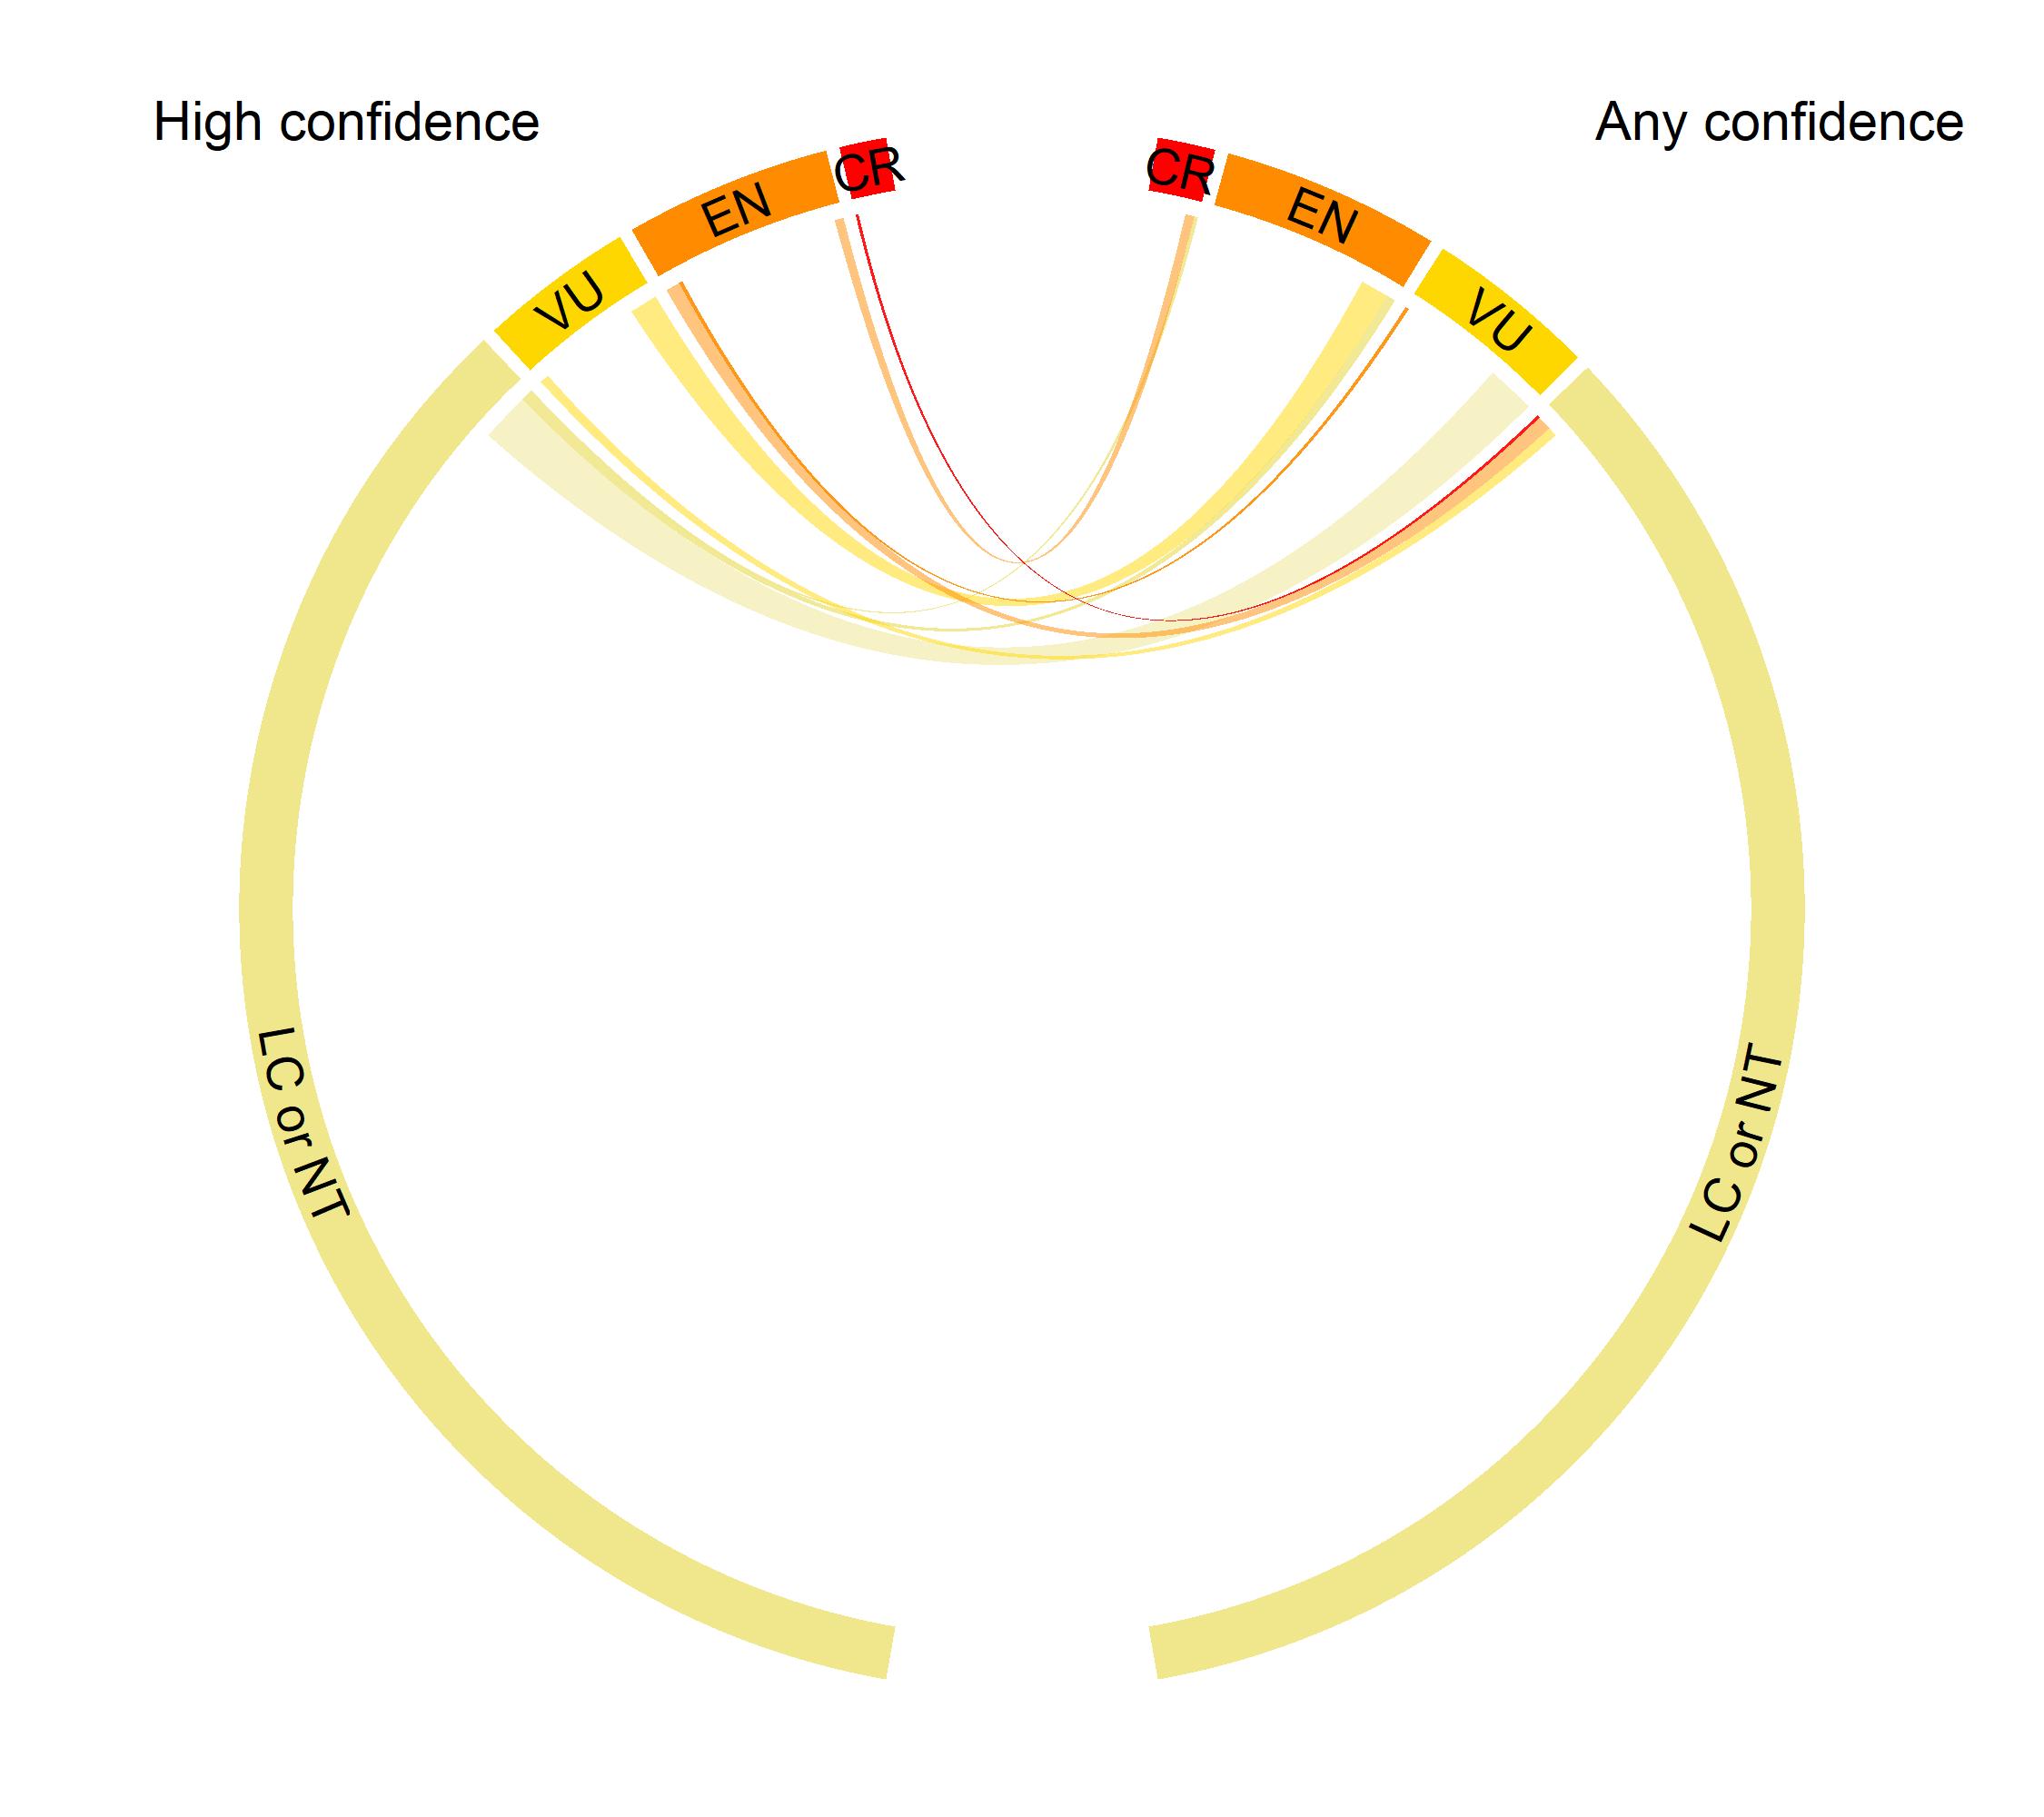 High confidence
Any confidence
CR
CR
EN
EN
VU
VU
LC or NT
LC or NT